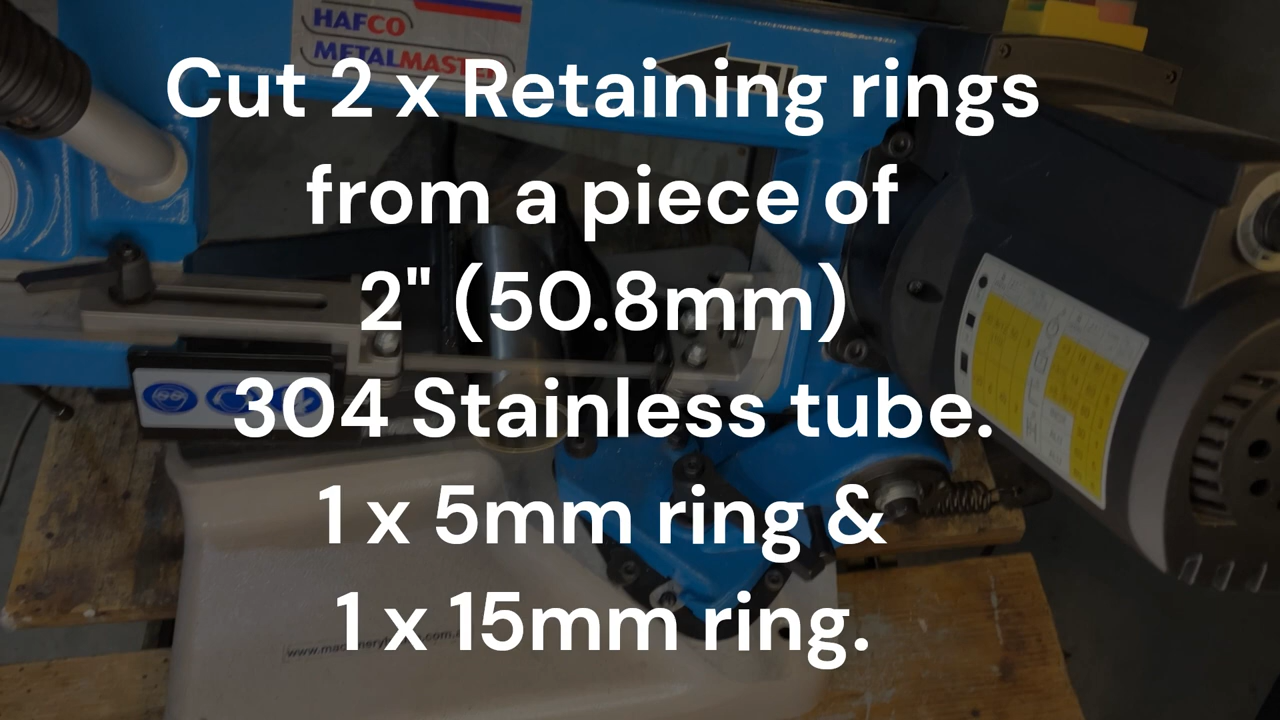 HAFCO
METALMASTER
Cut 2 x Retaining rings
from a piece of
2" (50.8mm)
304 Stainless tube.
1 x 5mm ring &
1 x 15mm ring.